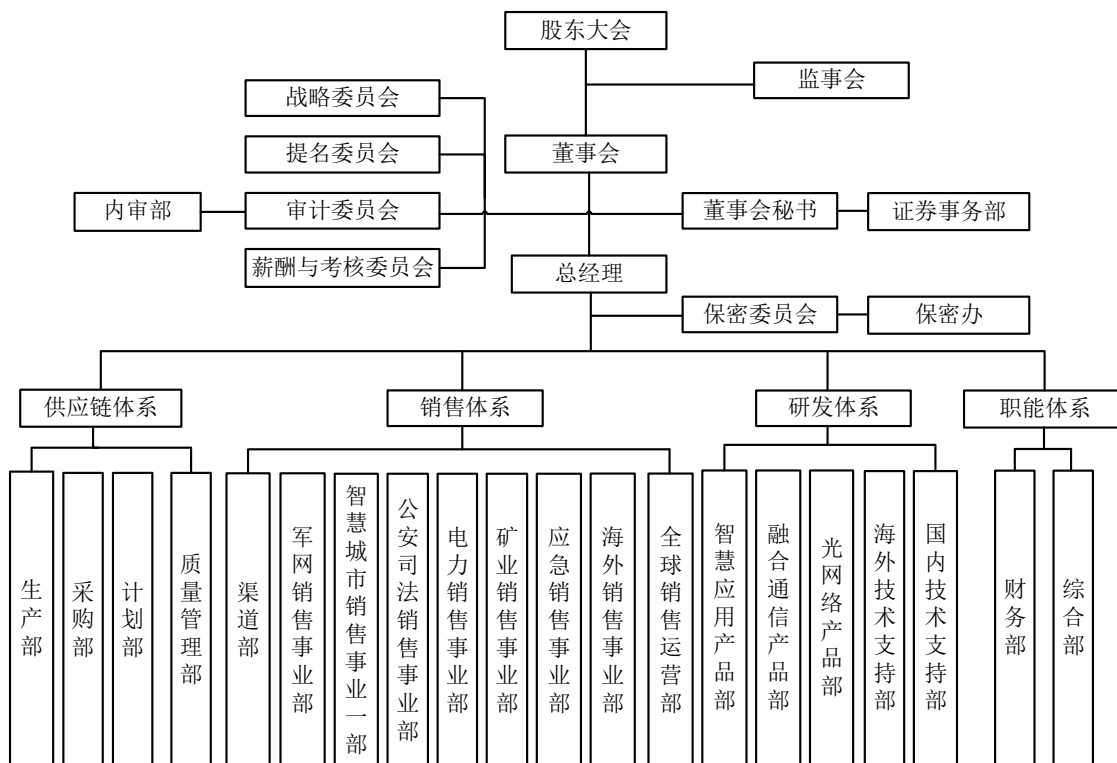 股东大会
监事会
战略委员会
提名委员会
董事会
内审部
审计委员会
董事会秘书
证券事务部
薪酬与考核委员会
总经理
保密委员会
保密办
供应链体系
销售体系
研发体系
职能体系
生产部
采购部
计划部
质量管理部
渠道部
军网销售事业部
智慧城市销售事业一部
公安司法销售事业部
电力销售事业部
矿业销售事业部
应急销售事业部
海外销售事业部
全球销售运营部
智慧应用产品部
融合通信产品部
光网络产品部
海外技术支持部
国内技术支持部
财务部
综合部